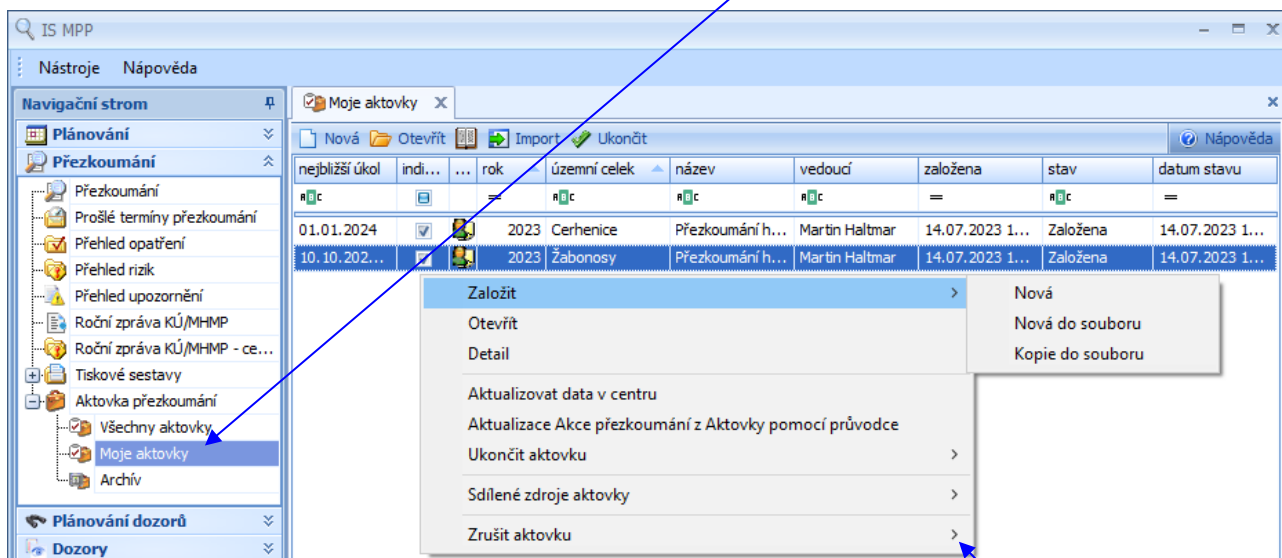 IS MPP
Nástroje Nápověda
Navigační strom
Plánování
Přezkoumání
Přezkoumání
Prošlé termíny přezkoumání
Přehled opatření
Přehled rizik
Přehled upozornění
Roční zpráva KÚ/MHMP
Roční zpráva KÚ/MHMP - ce...
Tiskové sestavy
Aktovka přezkoumání
Všechny aktovky
Moje aktovky
Archív
Plánování dozorů
Dozory
Moje aktovky
Nová Otevřít Import Ukončit Nápověda
nejbližší úkol indi... ... rok územní celek název vedoucí založena stav datum stavu
= = =
01.01.2024 2023 Cerhenice Přezkoumání h... Martin Haltmar 14.07.2023 1... Založena 14.07.2023 1...
10.10.202... 2023 Žabonosy Přezkoumání h... Martin Haltmar 14.07.2023 1... Založena 14.07.2023 1...
Založit
Otevřít
Detail
Aktualizovat data v centru
Aktualizace Akce přezkoumání z Aktovky pomocí průvodce
Ukončit aktovku
Sdílené zdroje aktovky
Zrušit aktovku
Nová
Nová do souboru
Kopie do souboru